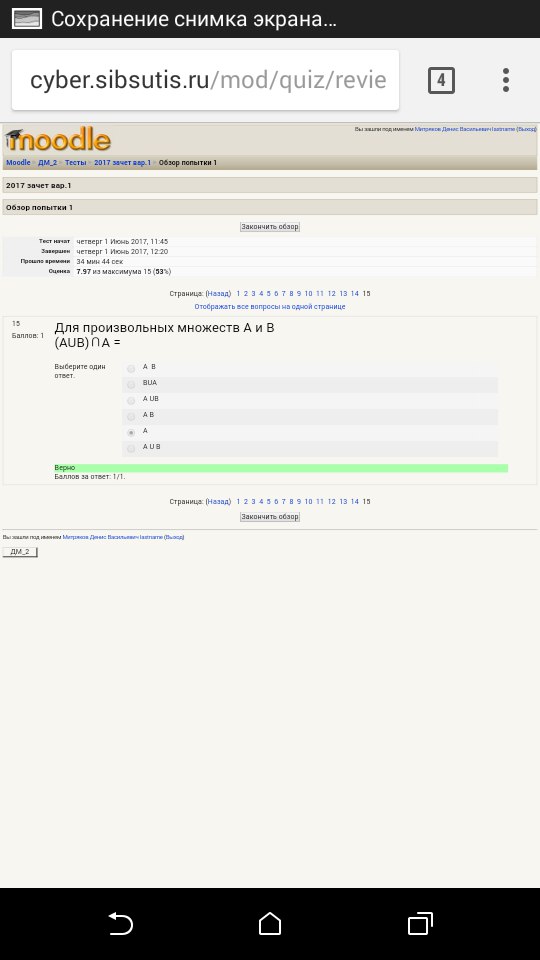 Сохранение снимка экрана...
cyber.sibsutis.ru/mod/quiz/revie
4
moodle
Вы зашли под именем Митряков Денис Васильевич lastname (Выход)
Moodle ► ДМ_2 ► Тесты ► 2017 зачет вар.1 ► Обзор попытки 1
2017 зачет вар.1
Обзор попытки 1
Закончить обзор
Тест начат четверг 1 Июнь 2017, 11:45
Завершен четверг 1 Июнь 2017, 12:20
Прошло времени 34 мин 44 сек
Оценка 7.97 из максимума 15 (53%)
Страница: (Назад) 1 2 3 4 5 6 7 8 9 10 11 12 13 14 15
Отображать все вопросы на одной странице
15
Баллов: 1
Для произвольных множеств А и В
(AUB)∩A =
Выберите один ответ.
A B
BUA
A UB
A B
A
A U B
Верно
Баллов за ответ: 1/1.
Страница: (Назад) 1 2 3 4 5 6 7 8 9 10 11 12 13 14 15
Закончить обзор
Вы зашли под именем Митряков Денис Васильевич lastname (Выход)
ДМ_2